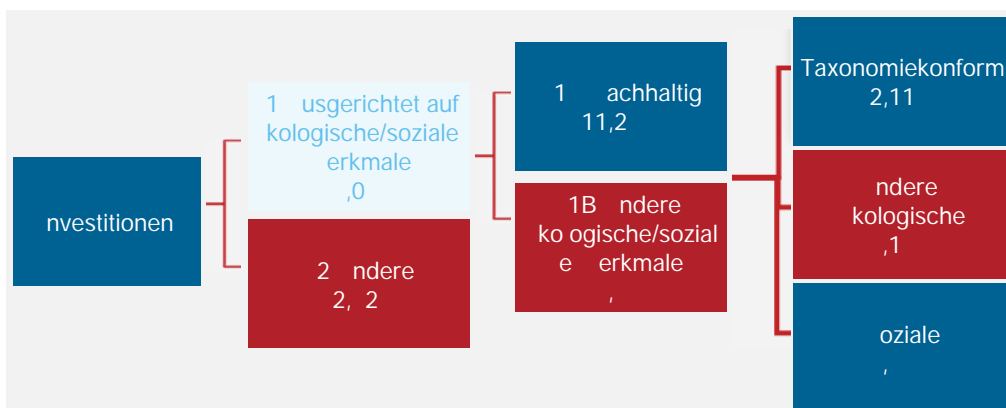 nvestitionen
1 usgerichtet auf
kologische/soziale
erkmale
,0
2 ndere
2, 2
1 achhaltig
11,2
1B ndere
ko ogische/sozial
e erkmale
,
Taxonomiekonform
2,11
ndere
kologische
,1
oziale
,